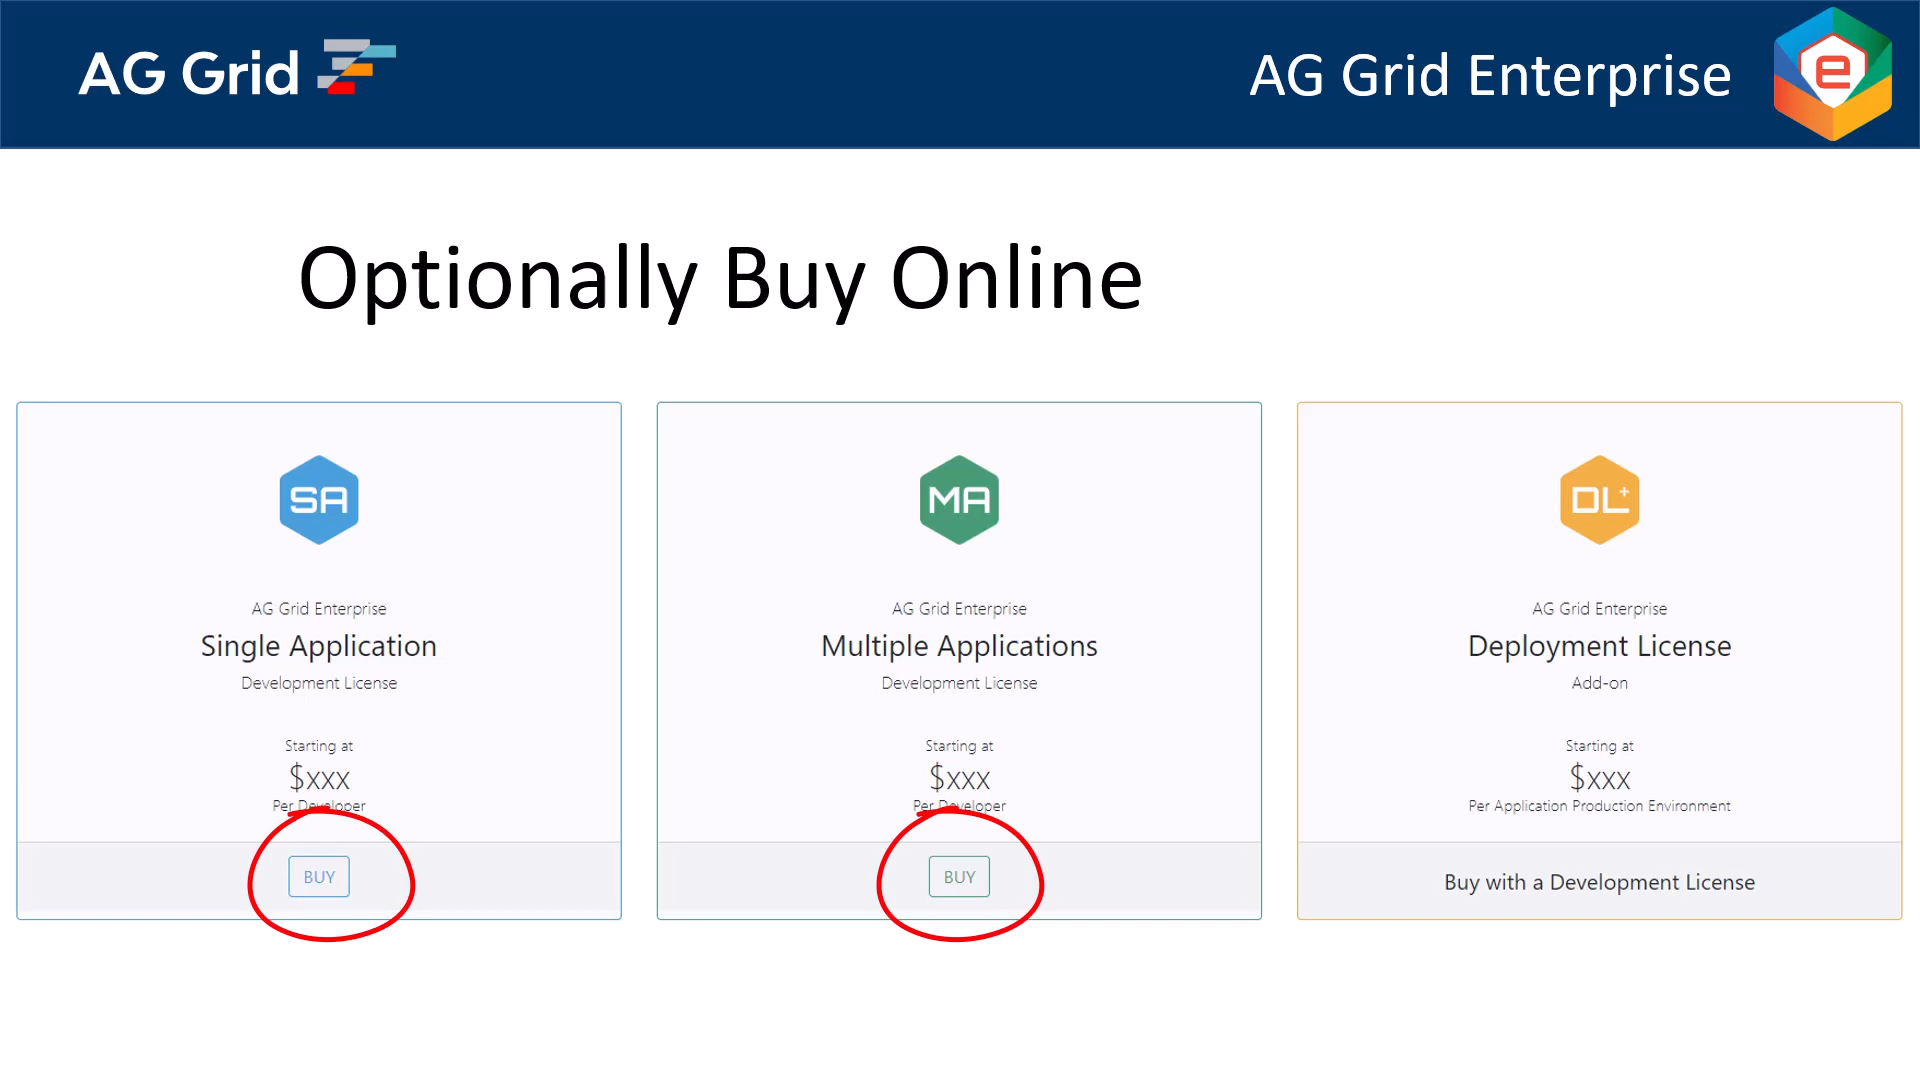 AG Grid
AG Grid Enterprise
e
Optionally Buy Online
SA
AG Grid Enterprise
Single Application
Development License
Starting at
$xxx
Per Developer
BUY
MA
AG Grid Enterprise
Multiple Applications
Development License
Starting at
$xxx
Per Developer
BUY
DL+
AG Grid Enterprise
Deployment License
Add-on
Starting at
$xxx
Per Application Production Environment
Buy with a Development License